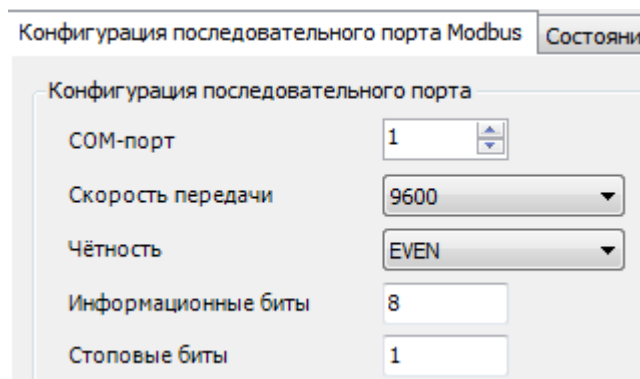 Конфигурация последовательного порта Modbus
Состояни
Конфигурация последовательного порта
COM-порт 1
Скорость передачи 9600
Чётность EVEN
Информационные биты 8
Стоповые биты 1